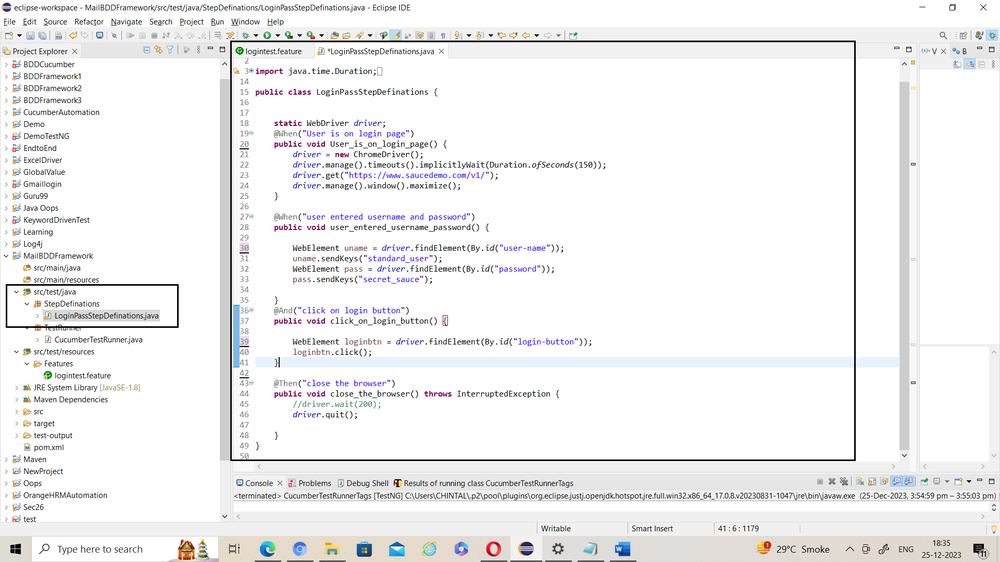 eclipse-workspace - MailBDDFramework/src/test/java/StepDefinations/LoginPassStepDefinations.java - Eclipse IDE
File Edit Source Refactor Navigate Search Project Run Window Help
Project Explorer
BDDCucumber
BDDFramework1
BDDFramework2
BDDFramework3
CucumberAutomation
Demo
DemoTestNG
EndtoEnd
ExcelDriver
GlobalValue
Gmaillogin
Guru99
Java Oops
KeywordDrivenTest
Learning
Log4j
MailBDDFramework
src/main/java
src/main/resources
src/test/java
StepDefinations
LoginPassStepDefinations.java
TestRunner
CucumberTestRunner.java
src/test/resources
Features
logintest.feature
JRE System Library [JavaSE-1.8]
Maven Dependencies
src
target
test-output
pom.xml
Maven
NewProject
Oops
OrangeHRMAutomation
Sec26
test
logintest.feature *LoginPassStepDefinations.java
2
3 import java.time.Duration;
14
15 public class LoginPassStepDefinations {
16
17
18 static WebDriver driver;
19 @When("User is on login page")
20 public void User_is_on_login_page() {
21 driver = new ChromeDriver();
22 driver.manage().timeouts().implicitlyWait(Duration.ofSeconds(150));
23 driver.get("https://www.saucedemo.com/v1/");
24 driver.manage().window().maximize();
25 }
26
27 @When("user entered username and password")
28 public void user_entered_username_password() {
29
30 WebElement uname = driver.findElement(By.id("user-name"));
31 uname.sendKeys("standard_user");
32 WebElement pass = driver.findElement(By.id("password"));
33 pass.sendKeys("secret_sauce");
34
35 }
36 @And("click on login button")
37 public void click_on_login_button() {
38
39 WebElement loginbtn = driver.findElement(By.id("login-button"));
40 loginbtn.click();
41 }
42
43 @Then("close the browser")
44 public void close_the_browser() throws InterruptedException {
45 //driver.wait(200);
46 driver.quit();
47
48 }
49 }
50
(x)= V B
Console Problems Debug Shell Results of running class CucumberTestRunnerTags
<terminated> CucumberTestRunnerTags [TestNG] C:\Users\CHINTAL\.p2\pool\plugins\org.eclipse.justj.openjdk.hotspot.jre.full.win32.x86_64_17.0.8.v20230831-1047\jre\bin\javaw.exe (25-Dec-2023, 3:54:59 pm – 3:55:03 pm)
Writable Smart Insert 41 : 6 : 1179
Type here to search
1 29°C Smoke ENG 18:35
25-12-2023
11